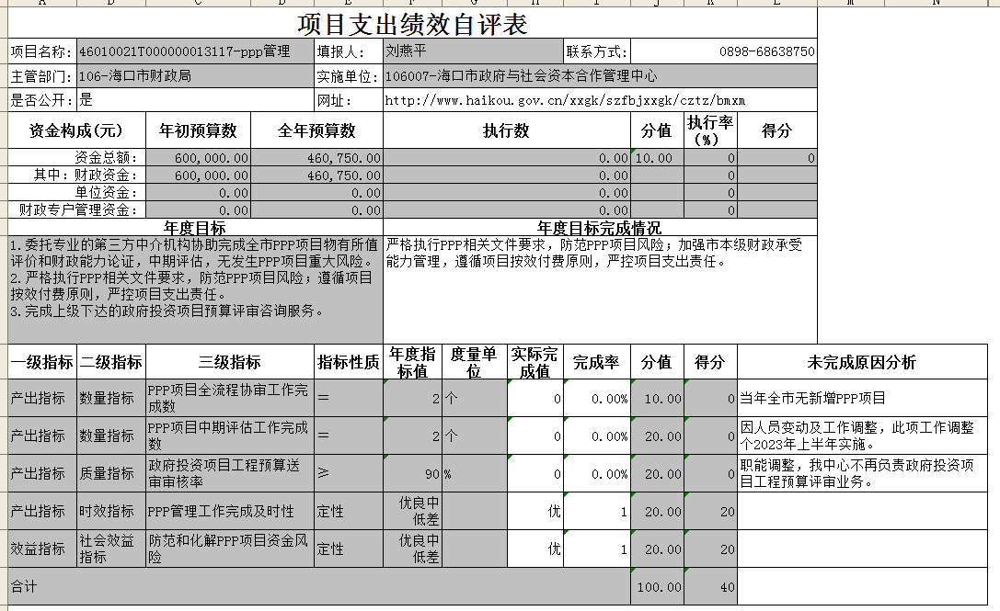 项目支出绩效自评表
项目名称: 46010021T000000013117-ppp管理 填报人: 刘燕平 联系方式: 0898-68638750
主管部门: 106-海口市财政局 实施单位: 106007-海口市政府与社会资本合作管理中心
是否公开: 是 网址: http://www.haikou.gov.cn/xxgk/szfbjxxgk/cztz/bmxm
资金构成(元) 年初预算数 全年预算数 执行数 分值 执行率(%) 得分
资金总额: 600,000.00 460,750.00 0.00 10.00 0 0
其中: 财政资金: 600,000.00 460,750.00 0.00 0
单位资金: 0.00 0.00 0.00 0
财政专户管理资金: 0.00 0.00 0.00 0
年度目标 年度目标完成情况
1.委托专业的第三方中介机构协助完成全市PPP项目物有所值
评价和财政能力论证，中期评估，无发生PPP项目重大风险。
2.严格执行PPP相关文件要求，防范PPP项目风险；遵循项目
按效付费原则，严控项目支出责任。
3.完成上级下达的政府投资项目预算评审咨询服务。
严格执行PPP相关文件要求，防范PPP项目风险；加强市本级财政承受
能力管理，遵循项目按效付费原则，严控项目支出责任。
一级指标 二级指标 三级指标 指标性质 年度指标值 度量单位 实际完成值 完成率 分值 得分 未完成原因分析
产出指标 数量指标 PPP项目全流程协审工作完成数 ＝ 2 个 0 0.00% 10.00 0 当年全市无新增PPP项目
产出指标 数量指标 PPP项目中期评估工作完成数 ＝ 2 个 0 0.00% 20.00 0 因人员变动及工作调整，此项工作调整个2023年上半年实施。
产出指标 质量指标 政府投资项目工程预算送审审核率 ≥ 90 % 0 0.00% 20.00 0 职能调整，我中心不再负责政府投资项目工程预算评审业务。
产出指标 时效指标 PPP管理工作完成及时性 定性 优良中低差 优 1 20.00 20
效益指标 社会效益指标 防范和化解PPP项目资金风险 定性 优良中低差 优 1 20.00 20
合计 100.00 40